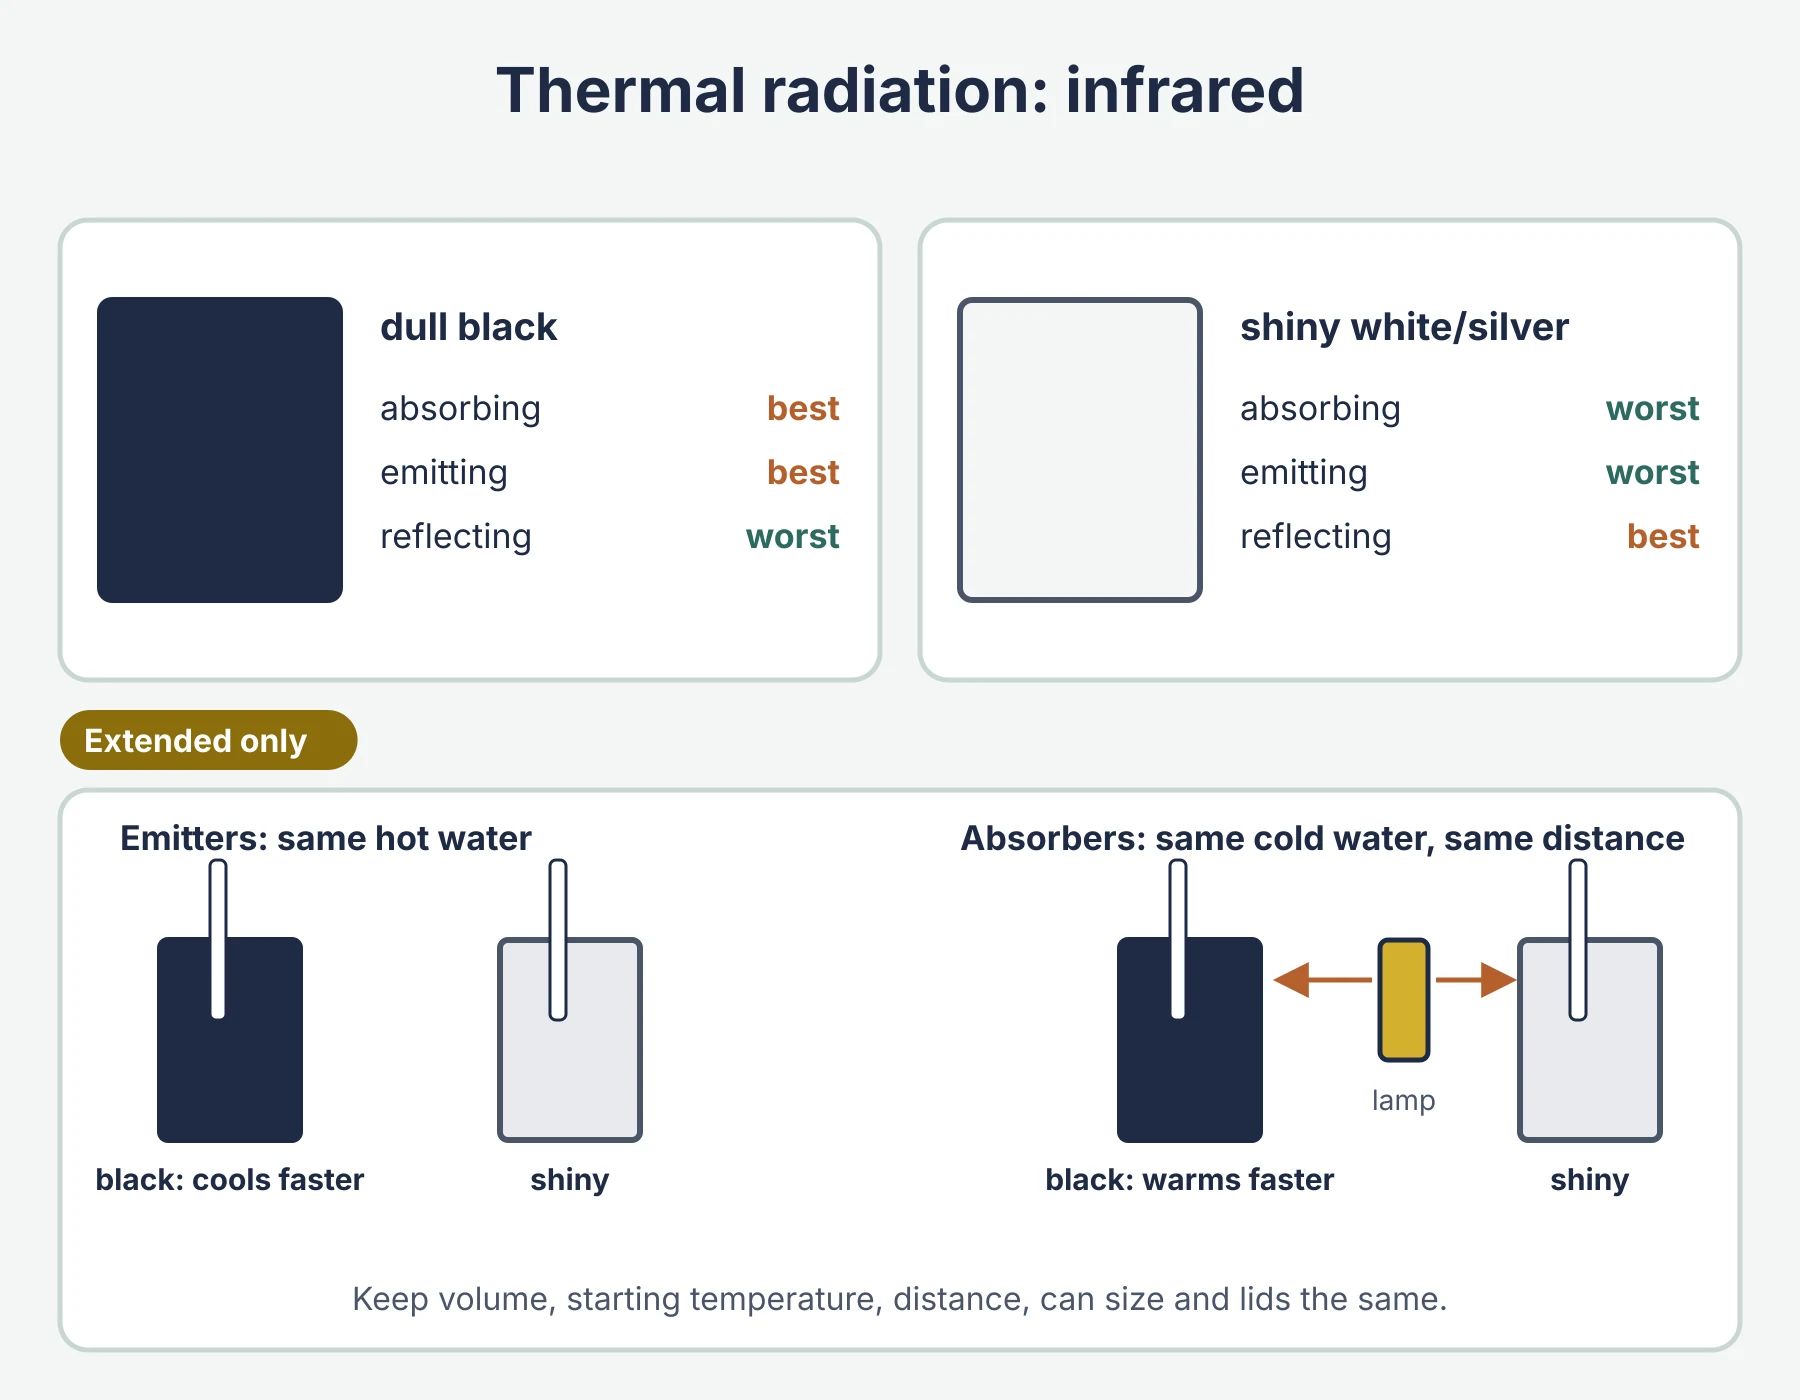 Thermal radiation: infrared
dull black
absorbing best
emitting best
reflecting worst
shiny white/silver
absorbing worst
emitting worst
reflecting best
Extended only
Emitters: same hot water
black: cools faster
shiny
Absorbers: same cold water, same distance
lamp
black: warms faster
shiny
Keep volume, starting temperature, distance, can size and lids the same.